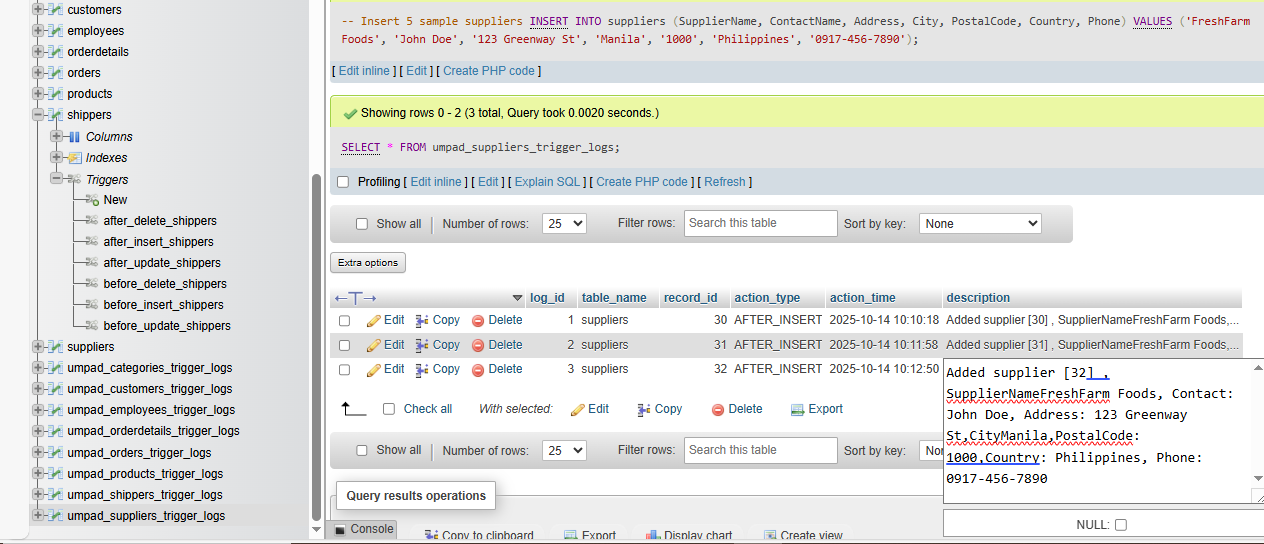 customers
employees
orderdetails
orders
products
shippers
Columns
Indexes
Triggers
New
after_delete_shippers
after_insert_shippers
after_update_shippers
before_delete_shippers
before_insert_shippers
before_update_shippers
suppliers
umpad_categories_trigger_logs
umpad_customers_trigger_logs
umpad_employees_trigger_logs
umpad_orderdetails_trigger_logs
umpad_orders_trigger_logs
umpad_products_trigger_logs
umpad_shippers_trigger_logs
umpad_suppliers_trigger_logs
-- Insert 5 sample suppliers INSERT INTO suppliers (SupplierName, ContactName, Address, City, PostalCode, Country, Phone) VALUES ('FreshFarm
Foods', 'John Doe', '123 Greenway St', 'Manila', '1000', 'Philippines', '0917-456-7890');
[ Edit inline ] [ Edit ] [ Create PHP code ]
Showing rows 0 - 2 (3 total, Query took 0.0020 seconds.)
SELECT * FROM umpad_suppliers_trigger_logs;
Profiling [ Edit inline ] [ Edit ] [ Explain SQL ] [ Create PHP code ] [ Refresh ]
Show all Number of rows: 25 Filter rows: Search this table Sort by key: None
Extra options
log_id table_name record_id action_type action_time description
Edit Copy Delete 1 suppliers 30 AFTER_INSERT 2025-10-14 10:10:18 Added supplier [30] , SupplierNameFreshFarm Foods,...
Edit Copy Delete 2 suppliers 31 AFTER_INSERT 2025-10-14 10:11:58 Added supplier [31] , SupplierNameFreshFarm Foods,...
Edit Copy Delete 3 suppliers 32 AFTER_INSERT 2025-10-14 10:12:50
Added supplier [32] ,
SupplierNameFreshFarm Foods, Contact:
John Doe, Address: 123 Greenway
St,CityManila,PostalCode:
1000,Country: Philippines, Phone:
0917-456-7890
NULL:
Check all With selected: Edit Copy Delete Export
Show all Number of rows: 25 Filter rows: Search this table Sort by key:
Query results operations
Console
Copy to clipboard Export Display chart Create view